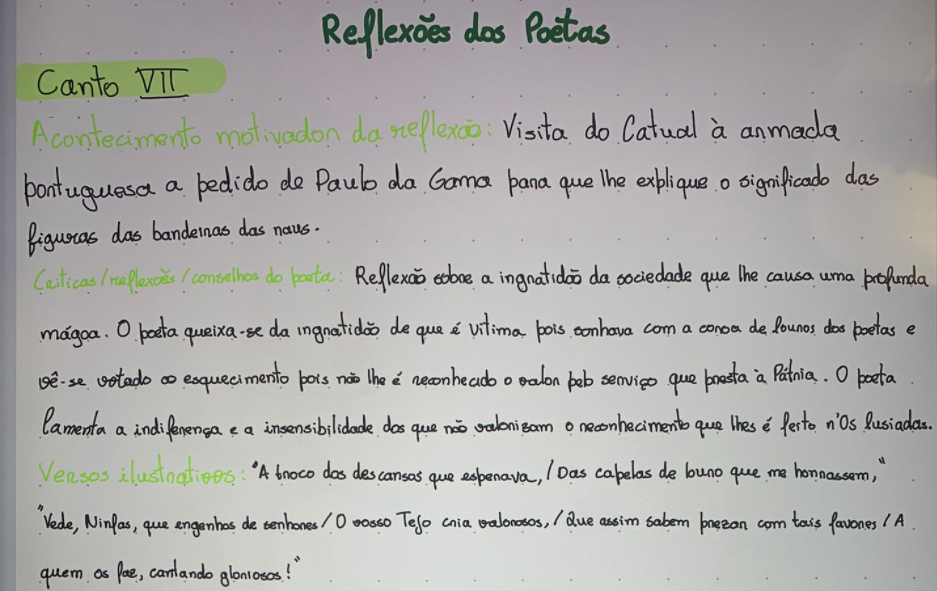 Reflexões dos Poetas
Canto VII
Acontecimento motivador da reflexão: Visita do Catual à armada
portuguesa a pedido de Paulo da Gama para que lhe explique o significado das
figuras das bandeiras das naus.
Críticas/reflexões/conselhos do poeta: Reflexão sobre a ingratidão da sociedade que lhe causa uma profunda
mágoa. O poeta queixa-se da ingratidão de que é vítima pois sonhava com a coroa de louros dos poetas e
vê-se votado ao esquecimento pois não lhe é reconhecido o valor pelo serviço que presta à Pátria. O poeta
lamenta a indiferença e a insensibilidade dos que não valorizam o reconhecimento que lhes é feito n'Os Lusíadas.
Versos ilustrativos: "A troco dos descansos que esperava, / Das capelas de louro que me honrassem,"
"Vede, Ninfas, que engenhos de senhores / O vosso Tejo cria valorosos, / Que assim sabem prezar com tais favores / A
quem os faz, cantando gloriosos!"